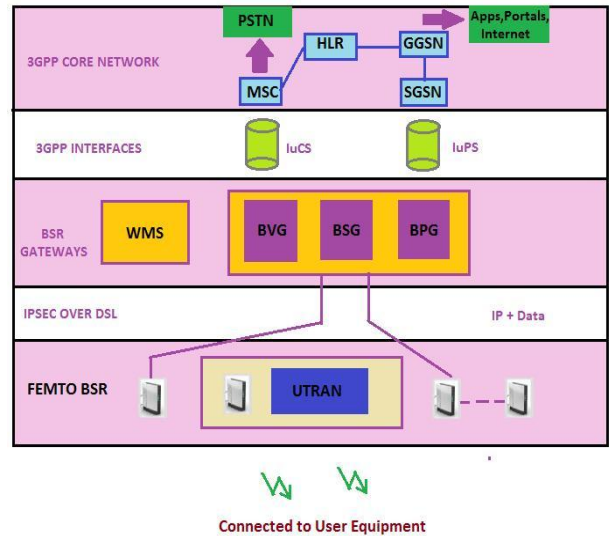 PSTN
Apps,Portals,
Internet
HLR
GGSN
3GPP CORE NETWORK
MSC
SGSN
3GPP INTERFACES
IuCS
IuPS
BSR
GATEWAYS
WMS
BVG
BSG
BPG
IPSEC OVER DSL
IP + Data
FEMTO BSR
UTRAN
Connected to User Equipment